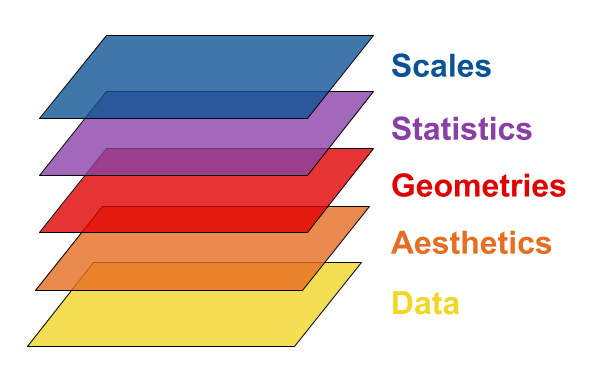 Scales
Statistics
Geometries
Aesthetics
Data